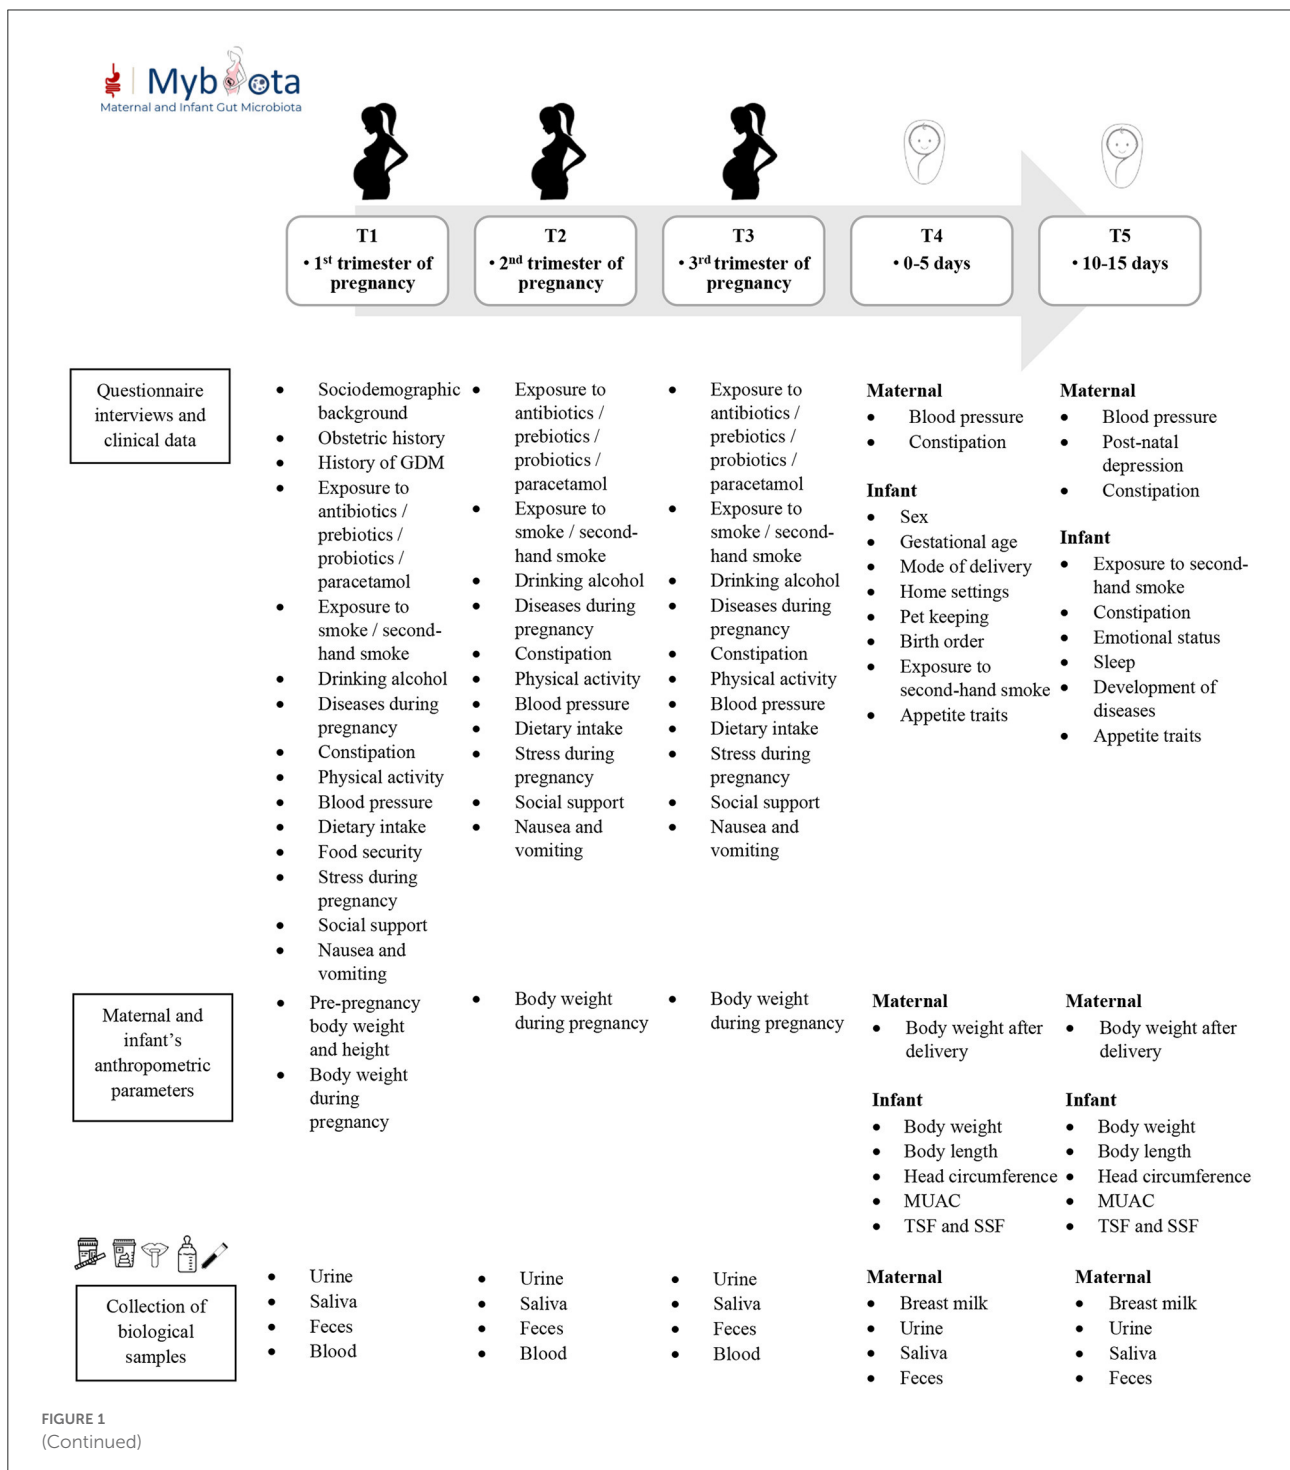 Mybiota
Maternal and Infant Gut Microbiota
T1
• 1st trimester of
pregnancy
T2
• 2nd trimester of
pregnancy
T3
• 3rd trimester of
pregnancy
T4
• 0-5 days
T5
• 10-15 days
Questionnaire
interviews and
clinical data
• Sociodemographic
background
• Obstetric history
• History of GDM
• Exposure to
antibiotics /
prebiotics /
probiotics /
paracetamol
• Exposure to
smoke / second-
hand smoke
• Drinking alcohol
• Diseases during
pregnancy
• Constipation
• Physical activity
• Blood pressure
• Dietary intake
• Food security
• Stress during
pregnancy
• Social support
• Nausea and
vomiting
• Exposure to
antibiotics /
prebiotics /
probiotics /
paracetamol
• Exposure to
smoke / second-
hand smoke
• Drinking alcohol
• Diseases during
pregnancy
• Constipation
• Physical activity
• Blood pressure
• Dietary intake
• Stress during
pregnancy
• Social support
• Nausea and
vomiting
• Exposure to
antibiotics /
prebiotics /
probiotics /
paracetamol
• Exposure to
smoke / second-
hand smoke
• Drinking alcohol
• Diseases during
pregnancy
• Constipation
• Physical activity
• Blood pressure
• Dietary intake
• Stress during
pregnancy
• Social support
• Nausea and
vomiting
Maternal
• Blood pressure
• Constipation
Infant
• Sex
• Gestational age
• Mode of delivery
• Home settings
• Pet keeping
• Birth order
• Exposure to
second-hand smoke
• Appetite traits
Maternal
• Blood pressure
• Post-natal
depression
• Constipation
Infant
• Exposure to second-
hand smoke
• Constipation
• Emotional status
• Sleep
• Development of
diseases
• Appetite traits
Maternal and
infant's
anthropometric
parameters
• Pre-pregnancy
body weight
and height
• Body weight
during
pregnancy
• Body weight
during pregnancy
• Body weight
during pregnancy
Maternal
• Body weight after
delivery
Infant
• Body weight
• Body length
• Head circumference
• MUAC
• TSF and SSF
Maternal
• Body weight after
delivery
Infant
• Body weight
• Body length
• Head circumference
• MUAC
• TSF and SSF
Collection of
biological
samples
• Urine
• Saliva
• Feces
• Blood
• Urine
• Saliva
• Feces
• Blood
• Urine
• Saliva
• Feces
• Blood
Maternal
• Breast milk
• Urine
• Saliva
• Feces
Maternal
• Breast milk
• Urine
• Saliva
• Feces
FIGURE 1
(Continued)